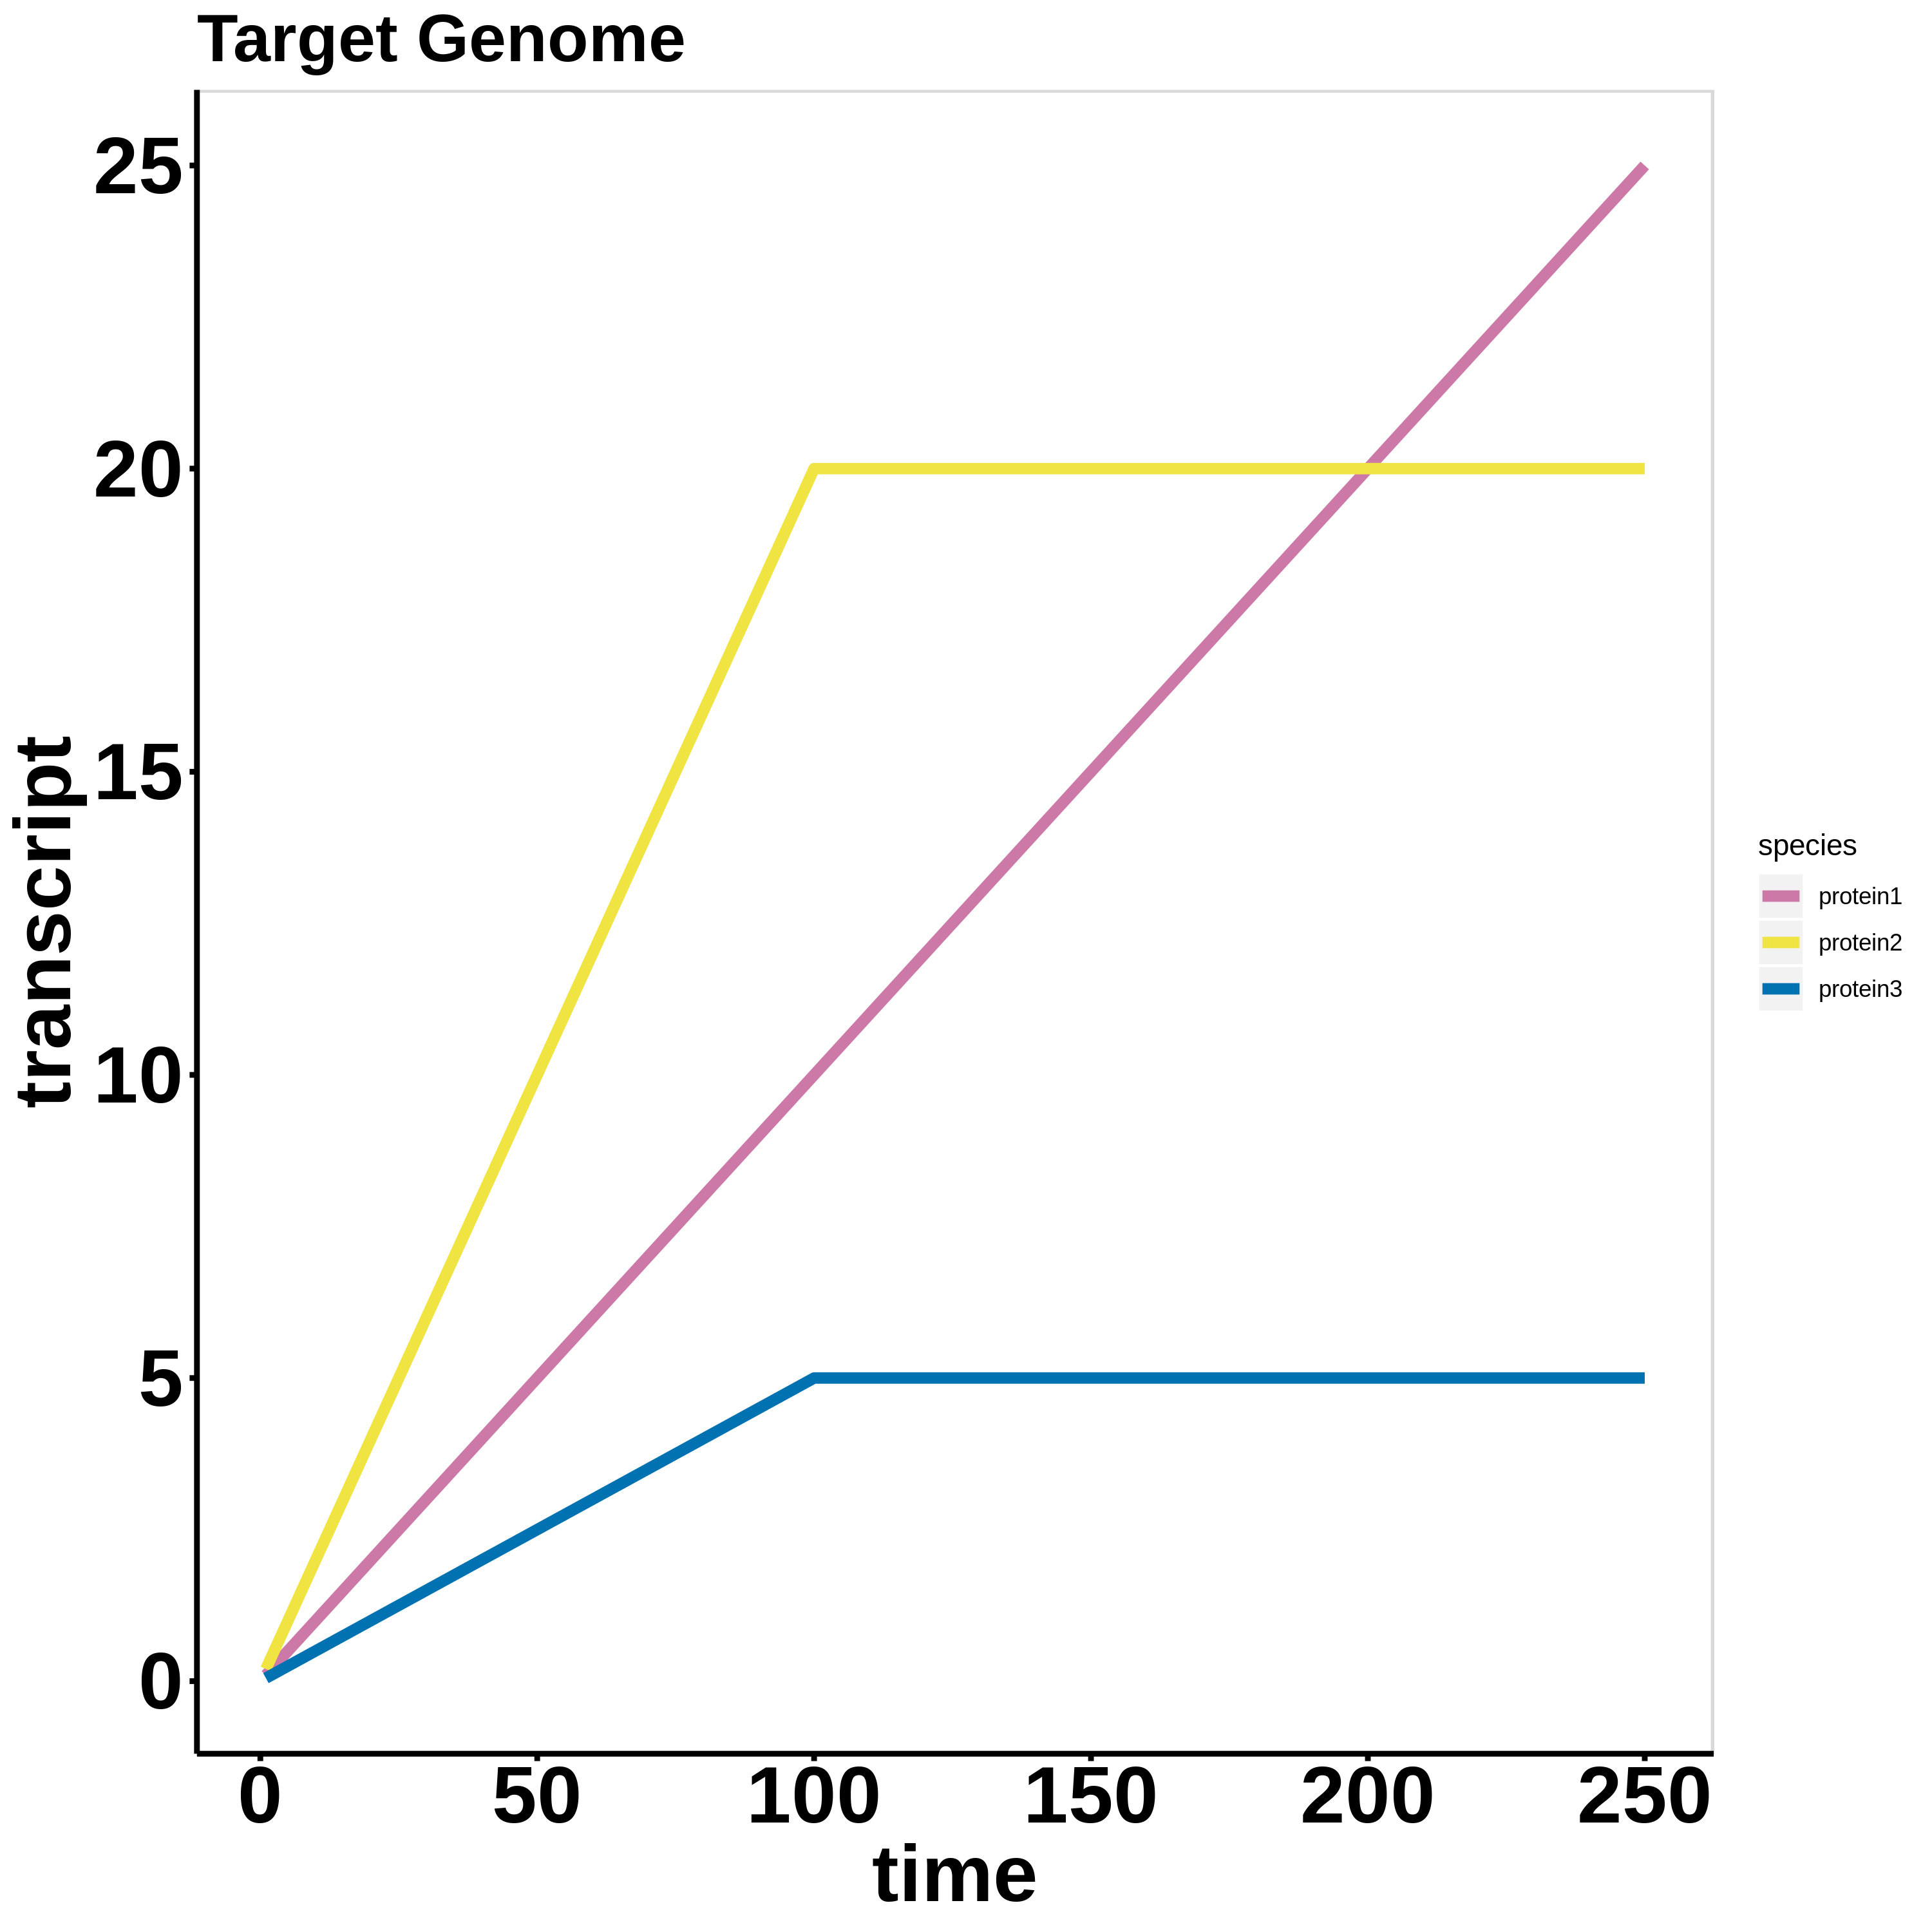 Target Genome
25
20
15
10
5
0
transcript
0 50 100 150 200 250
time
species
protein1
protein2
protein3